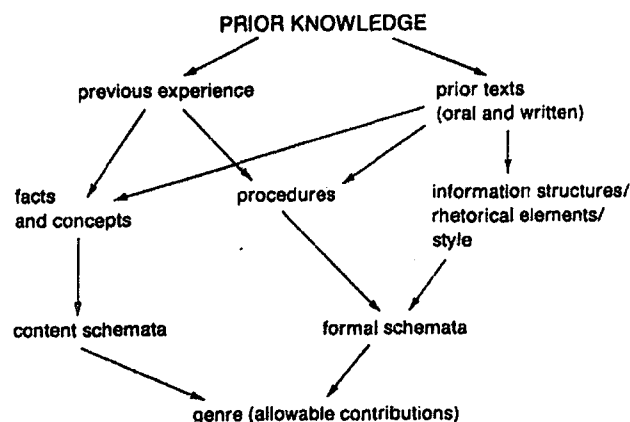 PRIOR KNOWLEDGE
previous experience
prior texts
(oral and written)
facts
and concepts
procedures
information structures/
rhetorical elements/
style
content schemata
formal schemata
genre (allowable contributions)